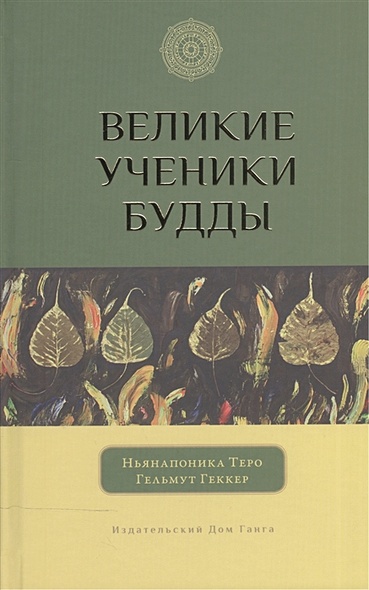 ВЕЛИКИЕ
УЧЕНИКИ
БУДДЫ
Ньянапоника Теро
Гельмут Геккер
Издательский Дом Ганга